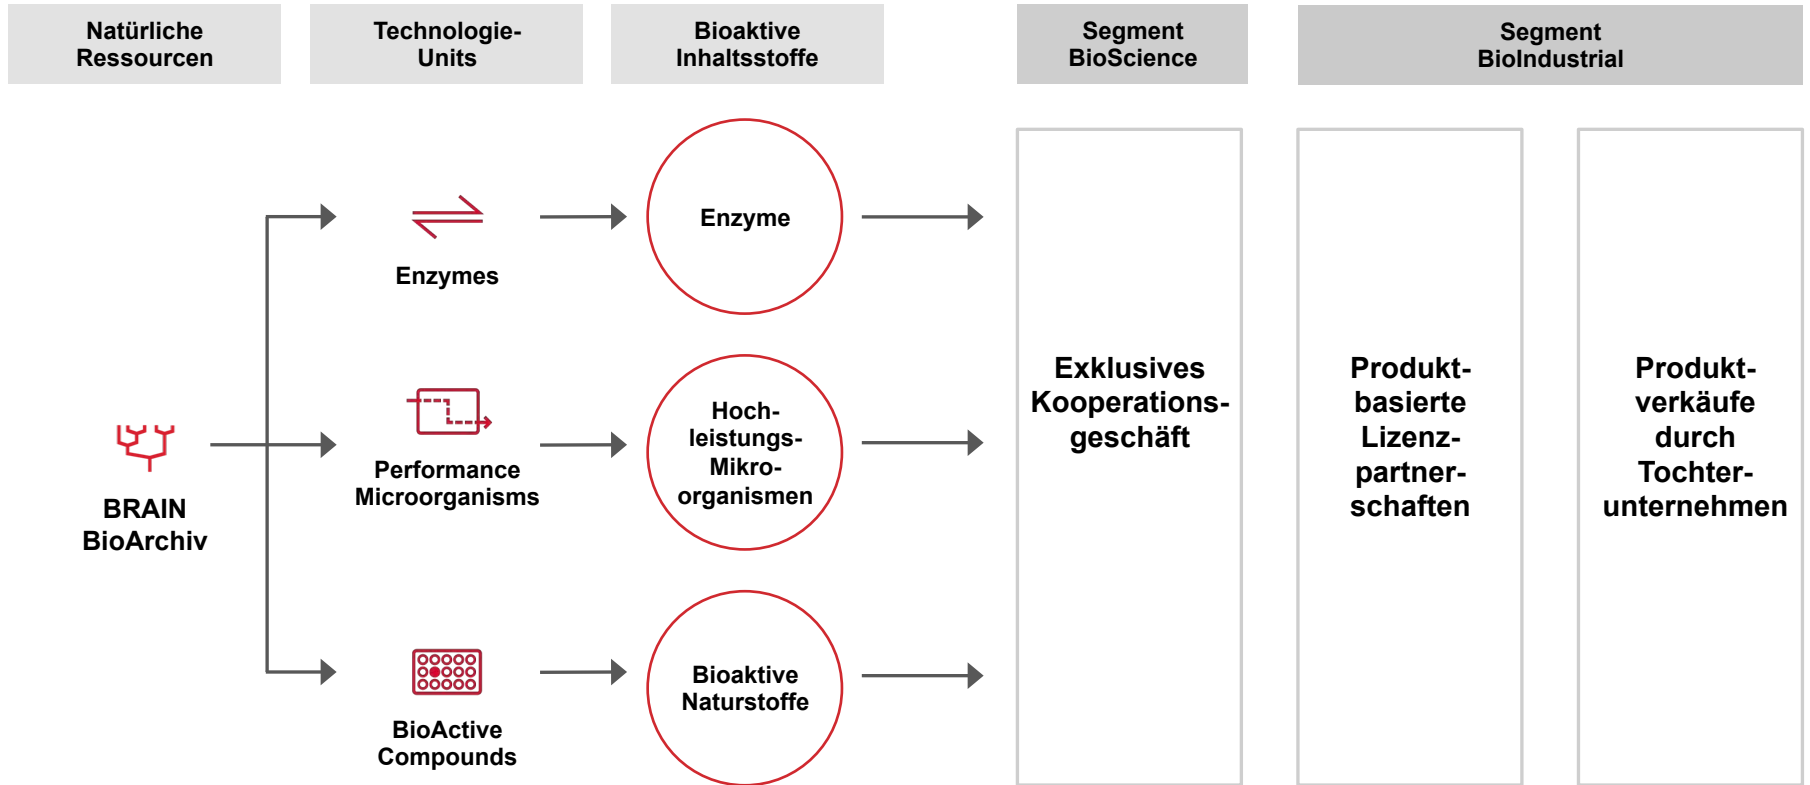 Natürliche
Ressourcen
Technologie-
Units
Bioaktive
Inhaltsstoffe
Segment
BioScience
Segment
BioIndustrial
BRAIN
BioArchiv
Enzymes
Performance
Microorganisms
BioActive
Compounds
Enzyme
Hoch-
leistungs-
Mikro-
organismen
Bioaktive
Naturstoffe
Exklusives
Kooperations-
geschäft
Produkt-
basierte
Lizenz-
partner-
schaften
Produkt-
verkäufe
durch
Tochter-
unternehmen